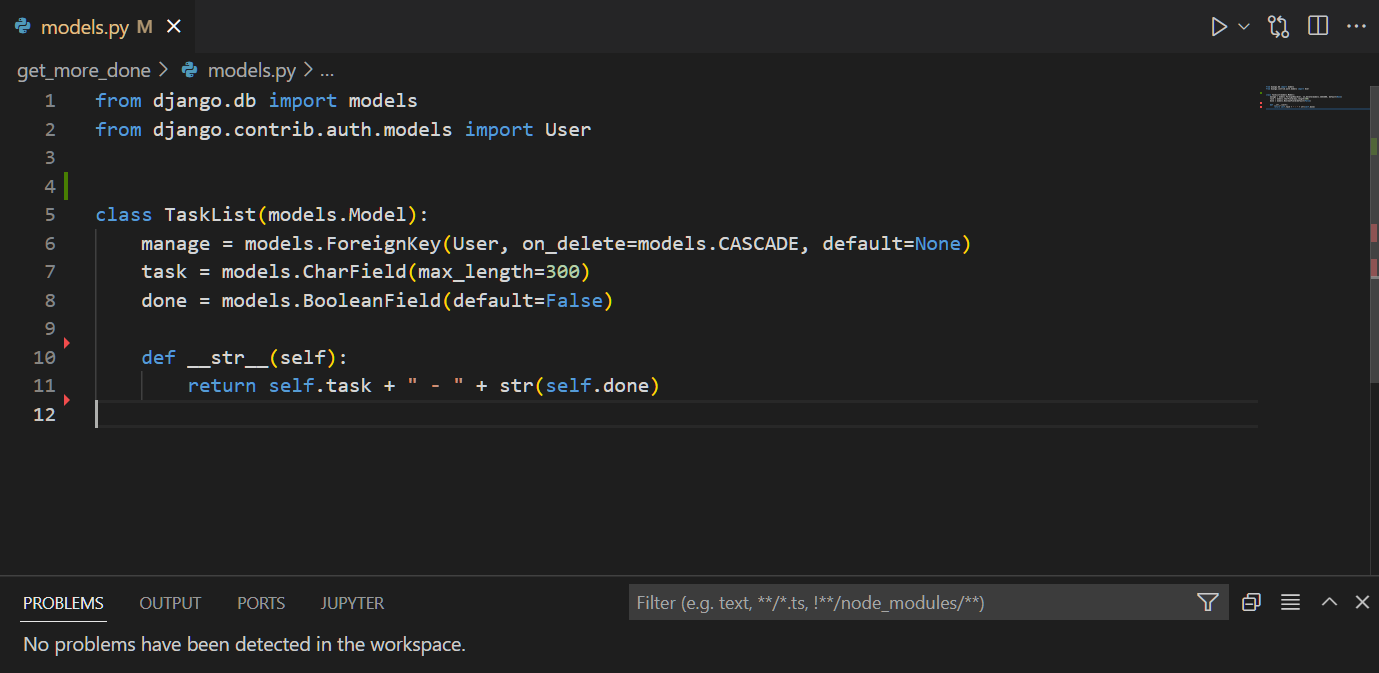 models.py M
get_more_done > models.py > ...
1 from django.db import models
2 from django.contrib.auth.models import User
3
4
5 class TaskList(models.Model):
6     manage = models.ForeignKey(User, on_delete=models.CASCADE, default=None)
7     task = models.CharField(max_length=300)
8     done = models.BooleanField(default=False)
9
10     def __str__(self):
11         return self.task + " - " + str(self.done)
12
PROBLEMS OUTPUT PORTS JUPYTER Filter (e.g. text, **/*.ts, !**/node_modules/**)
No problems have been detected in the workspace.